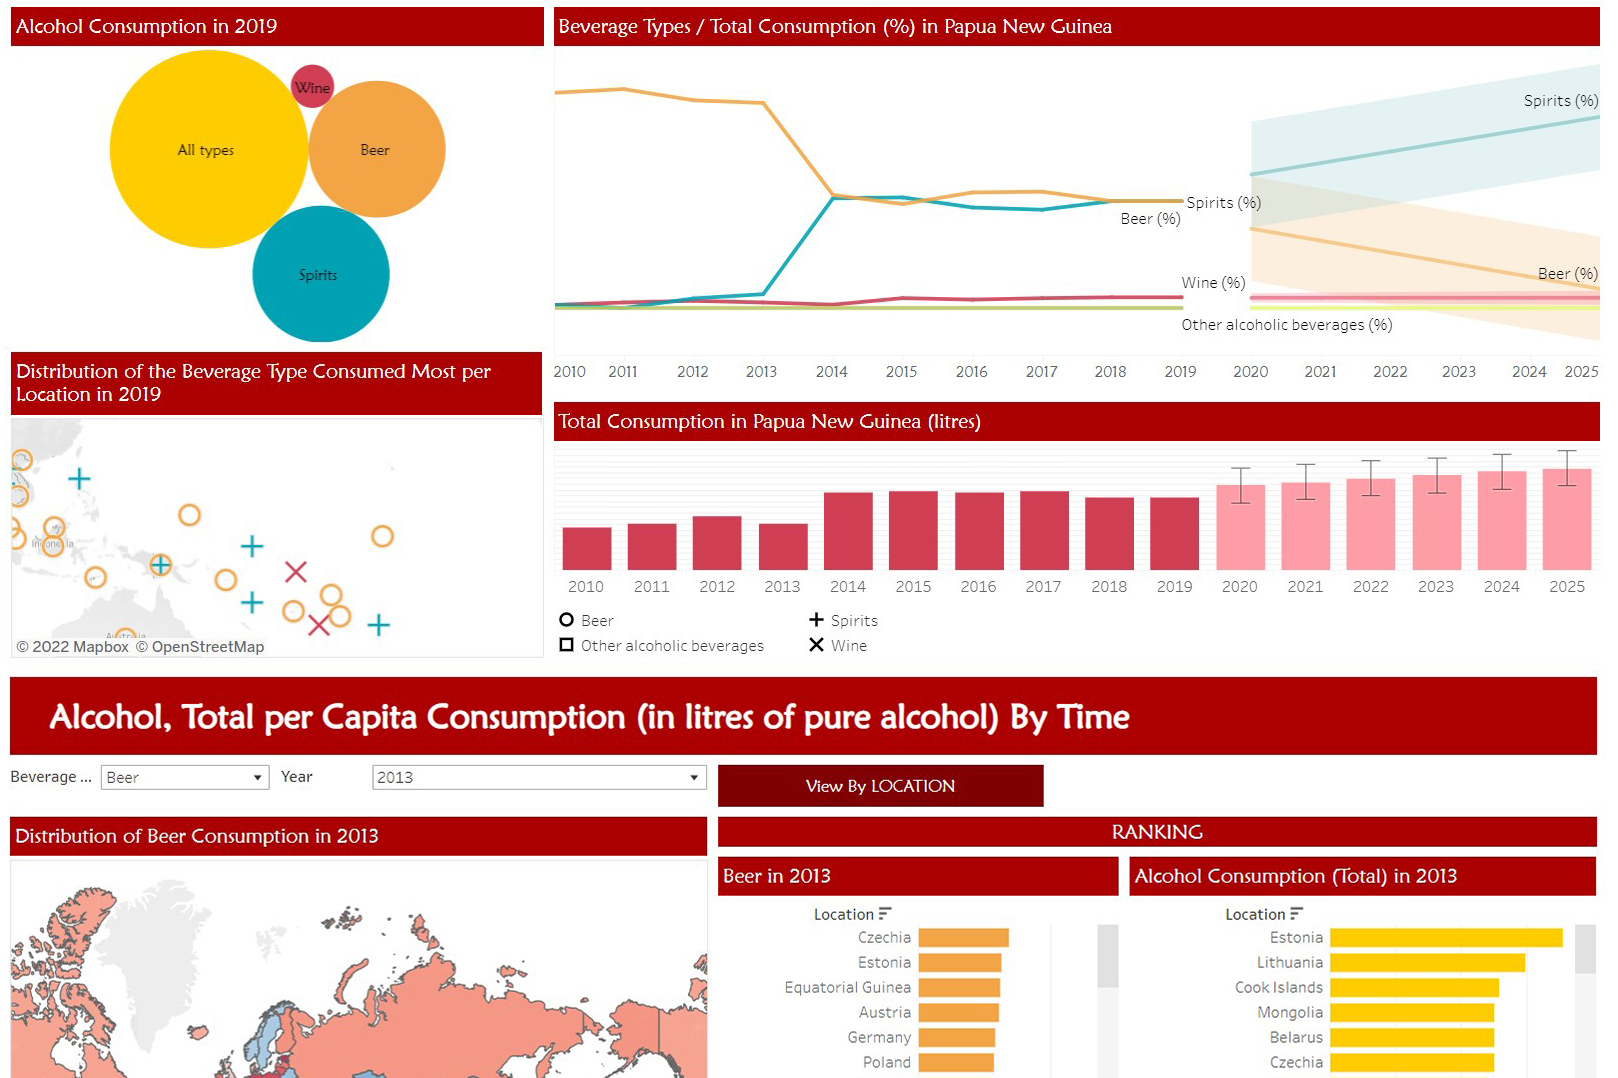 Alcohol Consumption in 2019
Wine
All types
Beer
Spirits
Beverage Types / Total Consumption (%) in Papua New Guinea
Spirits (%)
Spirits (%)
Beer (%)
Beer (%)
Wine (%)
Other alcoholic beverages (%)
2010 2011 2012 2013 2014 2015 2016 2017 2018 2019 2020 2021 2022 2023 2024 2025
Distribution of the Beverage Type Consumed Most per
Location in 2019
Indonesia
Australia
© 2022 Mapbox © OpenStreetMap
Total Consumption in Papua New Guinea (litres)
2010 2011 2012 2013 2014 2015 2016 2017 2018 2019 2020 2021 2022 2023 2024 2025
Beer
Spirits
Other alcoholic beverages
Wine
Alcohol, Total per Capita Consumption (in litres of pure alcohol) By Time
Beverage ... Beer Year 2013
View By LOCATION
Distribution of Beer Consumption in 2013
RANKING
Beer in 2013
Location
Czechia
Estonia
Equatorial Guinea
Austria
Germany
Poland
Alcohol Consumption (Total) in 2013
Location
Estonia
Lithuania
Cook Islands
Mongolia
Belarus
Czechia